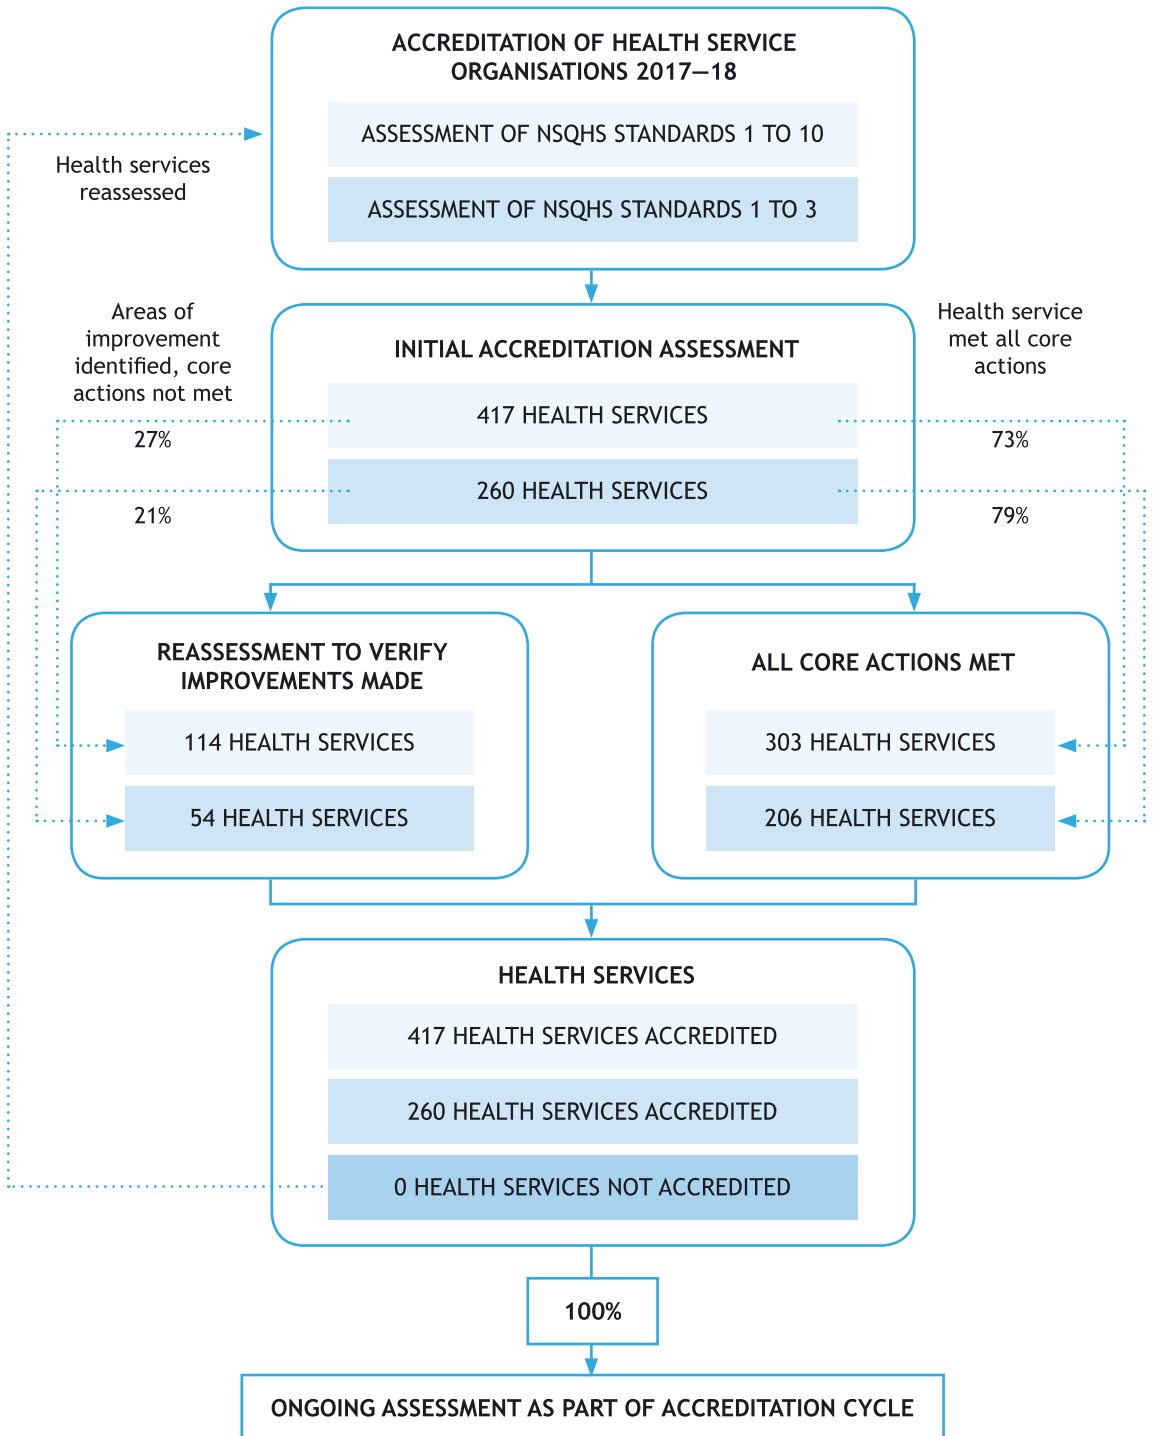 ACCREDITATION OF HEALTH SERVICE
ORGANISATIONS 2017—18
ASSESSMENT OF NSQHS STANDARDS 1 TO 10
ASSESSMENT OF NSQHS STANDARDS 1 TO 3
Health services
reassessed
Areas of
improvement
identified, core
actions not met
27%
21%
INITIAL ACCREDITATION ASSESSMENT
417 HEALTH SERVICES
260 HEALTH SERVICES
Health service
met all core
actions
73%
79%
REASSESSMENT TO VERIFY
IMPROVEMENTS MADE
114 HEALTH SERVICES
54 HEALTH SERVICES
ALL CORE ACTIONS MET
303 HEALTH SERVICES
206 HEALTH SERVICES
HEALTH SERVICES
417 HEALTH SERVICES ACCREDITED
260 HEALTH SERVICES ACCREDITED
0 HEALTH SERVICES NOT ACCREDITED
100%
ONGOING ASSESSMENT AS PART OF ACCREDITATION CYCLE